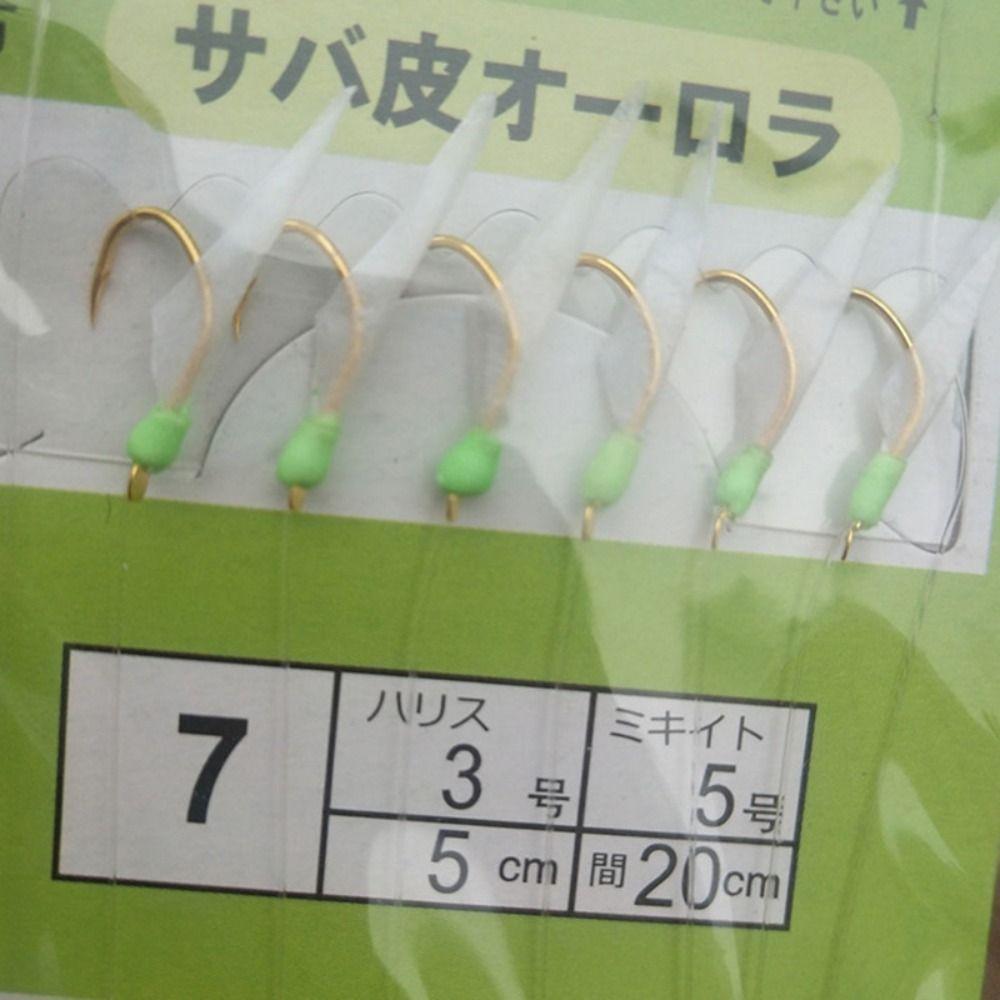 サバ皮オーロラ
7
ハリス
3号
5cm
ミキイト
5号
間20cm